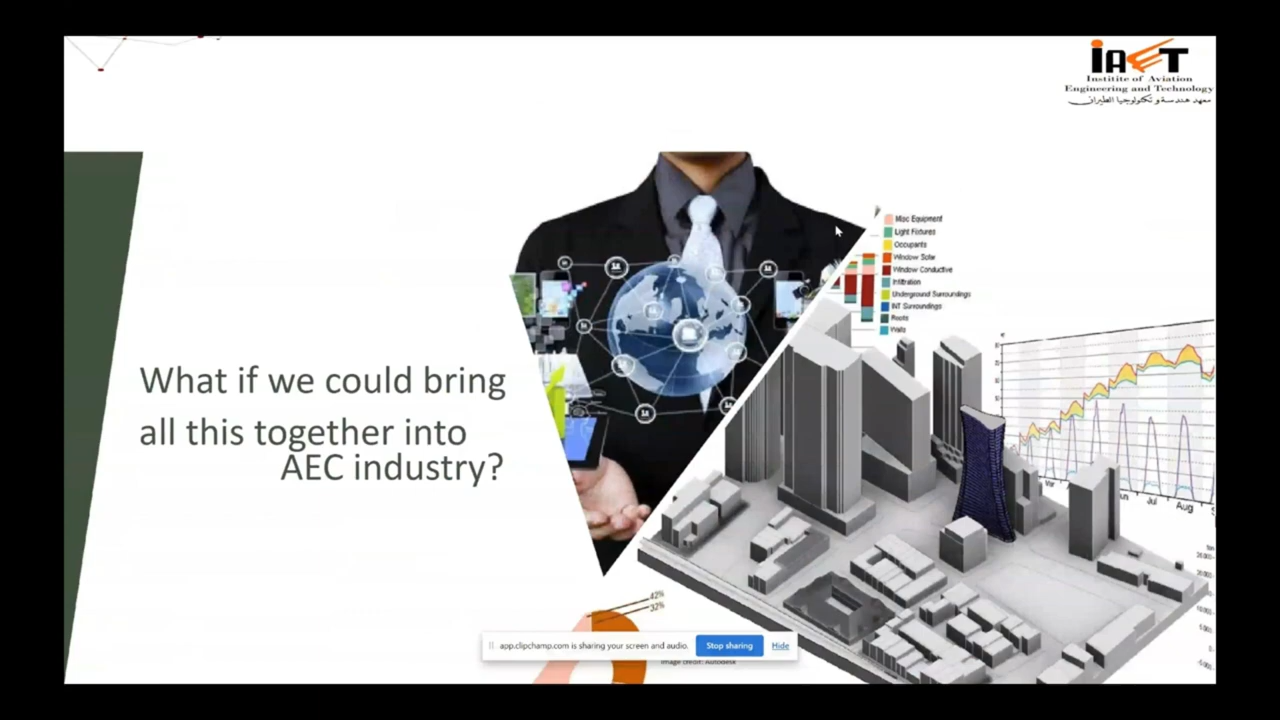 IAET
Institite of Aviation
Engineering and Technology
معهد هندسة و تكنولوجيا الطيران
Misc Equipment
Light Fixtures
Occupants
Window Solar
Window Conductive
Infiltration
Underground Surroundings
INT Surroundings
Roofs
Walls
What if we could bring
all this together into
AEC industry?
Jul
Aug
42%
32%
app.clipchamp.com is sharing your screen and audio.
Stop sharing
Hide
Image credit: Autodesk